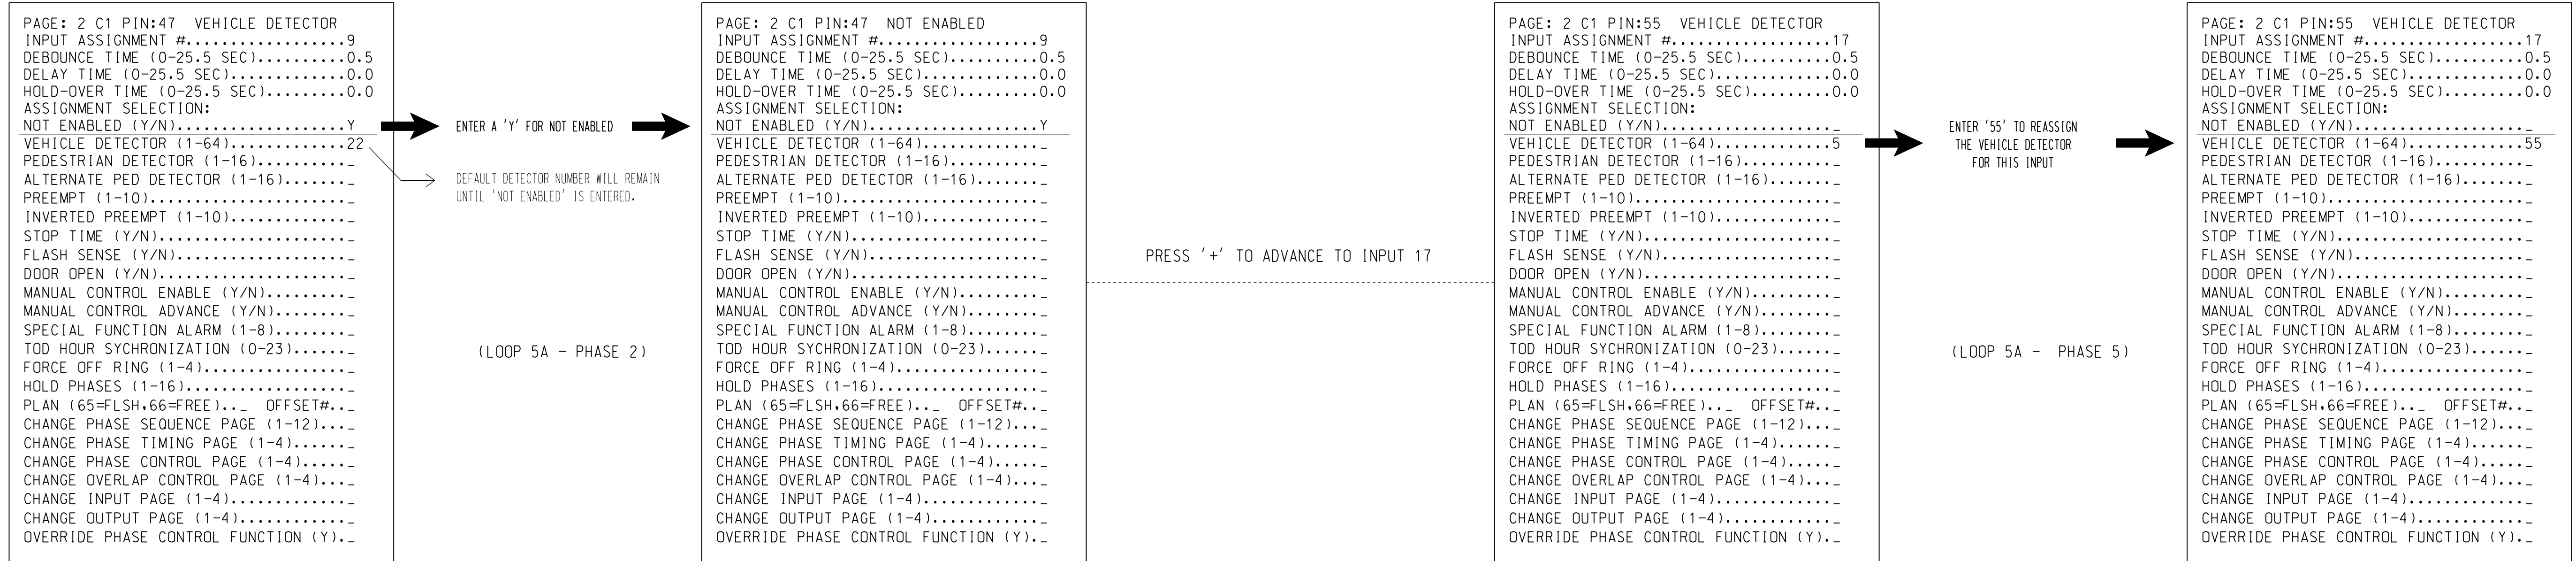 PAGE: 2 C1 PIN:47 VEHICLE DETECTOR
INPUT ASSIGNMENT #..................9
DEBOUNCE TIME (0-25.5 SEC)..........0.5
DELAY TIME (0-25.5 SEC).............0.0
HOLD-OVER TIME (0-25.5 SEC).........0.0
ASSIGNMENT SELECTION:
NOT ENABLED (Y/N)...................Y
VEHICLE DETECTOR (1-64).............22
PEDESTRIAN DETECTOR (1-16).........._
ALTERNATE PED DETECTOR (1-16)......._
PREEMPT (1-10)......................_
INVERTED PREEMPT (1-10)............._
STOP TIME (Y/N)....................._
FLASH SENSE (Y/N)..................._
DOOR OPEN (Y/N)....................._
MANUAL CONTROL ENABLE (Y/N)........._
MANUAL CONTROL ADVANCE (Y/N)........_
SPECIAL FUNCTION ALARM (1-8)........_
TOD HOUR SYCHRONIZATION (0-23)......_
FORCE OFF RING (1-4)................_
HOLD PHASES (1-16).................._
PLAN (65=FLSH,66=FREE).._ OFFSET#.._
CHANGE PHASE SEQUENCE PAGE (1-12)..._
CHANGE PHASE TIMING PAGE (1-4)......_
CHANGE PHASE CONTROL PAGE (1-4)....._
CHANGE OVERLAP CONTROL PAGE (1-4)..._
CHANGE INPUT PAGE (1-4)............._
CHANGE OUTPUT PAGE (1-4)............_
OVERRIDE PHASE CONTROL FUNCTION (Y)._
ENTER A 'Y' FOR NOT ENABLED
DEFAULT DETECTOR NUMBER WILL REMAIN
UNTIL 'NOT ENABLED' IS ENTERED.
(LOOP 5A - PHASE 2)
PAGE: 2 C1 PIN:47 NOT ENABLED
INPUT ASSIGNMENT #..................9
DEBOUNCE TIME (0-25.5 SEC)..........0.5
DELAY TIME (0-25.5 SEC).............0.0
HOLD-OVER TIME (0-25.5 SEC).........0.0
ASSIGNMENT SELECTION:
NOT ENABLED (Y/N)...................Y
VEHICLE DETECTOR (1-64)............._
PEDESTRIAN DETECTOR (1-16).........._
ALTERNATE PED DETECTOR (1-16)......._
PREEMPT (1-10)......................_
INVERTED PREEMPT (1-10)............._
STOP TIME (Y/N)....................._
FLASH SENSE (Y/N)..................._
DOOR OPEN (Y/N)....................._
MANUAL CONTROL ENABLE (Y/N)........._
MANUAL CONTROL ADVANCE (Y/N)........_
SPECIAL FUNCTION ALARM (1-8)........_
TOD HOUR SYCHRONIZATION (0-23)......_
FORCE OFF RING (1-4)................_
HOLD PHASES (1-16).................._
PLAN (65=FLSH,66=FREE).._ OFFSET#.._
CHANGE PHASE SEQUENCE PAGE (1-12)..._
CHANGE PHASE TIMING PAGE (1-4)......_
CHANGE PHASE CONTROL PAGE (1-4)....._
CHANGE OVERLAP CONTROL PAGE (1-4)..._
CHANGE INPUT PAGE (1-4)............._
CHANGE OUTPUT PAGE (1-4)............_
OVERRIDE PHASE CONTROL FUNCTION (Y)._
PRESS '+' TO ADVANCE TO INPUT 17
PAGE: 2 C1 PIN:55 VEHICLE DETECTOR
INPUT ASSIGNMENT #..................17
DEBOUNCE TIME (0-25.5 SEC)..........0.5
DELAY TIME (0-25.5 SEC).............0.0
HOLD-OVER TIME (0-25.5 SEC).........0.0
ASSIGNMENT SELECTION:
NOT ENABLED (Y/N)..................._
VEHICLE DETECTOR (1-64).............5
PEDESTRIAN DETECTOR (1-16).........._
ALTERNATE PED DETECTOR (1-16)......._
PREEMPT (1-10)......................_
INVERTED PREEMPT (1-10)............._
STOP TIME (Y/N)....................._
FLASH SENSE (Y/N)..................._
DOOR OPEN (Y/N)....................._
MANUAL CONTROL ENABLE (Y/N)........._
MANUAL CONTROL ADVANCE (Y/N)........_
SPECIAL FUNCTION ALARM (1-8)........_
TOD HOUR SYCHRONIZATION (0-23)......_
FORCE OFF RING (1-4)................_
HOLD PHASES (1-16).................._
PLAN (65=FLSH,66=FREE).._ OFFSET#.._
CHANGE PHASE SEQUENCE PAGE (1-12)..._
CHANGE PHASE TIMING PAGE (1-4)......_
CHANGE PHASE CONTROL PAGE (1-4)....._
CHANGE OVERLAP CONTROL PAGE (1-4)..._
CHANGE INPUT PAGE (1-4)............._
CHANGE OUTPUT PAGE (1-4)............_
OVERRIDE PHASE CONTROL FUNCTION (Y)._
ENTER '55' TO REASSIGN
THE VEHICLE DETECTOR
FOR THIS INPUT
(LOOP 5A - PHASE 5)
PAGE: 2 C1 PIN:55 VEHICLE DETECTOR
INPUT ASSIGNMENT #..................17
DEBOUNCE TIME (0-25.5 SEC)..........0.5
DELAY TIME (0-25.5 SEC).............0.0
HOLD-OVER TIME (0-25.5 SEC).........0.0
ASSIGNMENT SELECTION:
NOT ENABLED (Y/N)..................._
VEHICLE DETECTOR (1-64).............55
PEDESTRIAN DETECTOR (1-16).........._
ALTERNATE PED DETECTOR (1-16)......._
PREEMPT (1-10)......................_
INVERTED PREEMPT (1-10)............._
STOP TIME (Y/N)....................._
FLASH SENSE (Y/N)..................._
DOOR OPEN (Y/N)....................._
MANUAL CONTROL ENABLE (Y/N)........._
MANUAL CONTROL ADVANCE (Y/N)........_
SPECIAL FUNCTION ALARM (1-8)........_
TOD HOUR SYCHRONIZATION (0-23)......_
FORCE OFF RING (1-4)................_
HOLD PHASES (1-16).................._
PLAN (65=FLSH,66=FREE).._ OFFSET#.._
CHANGE PHASE SEQUENCE PAGE (1-12)..._
CHANGE PHASE TIMING PAGE (1-4)......_
CHANGE PHASE CONTROL PAGE (1-4)....._
CHANGE OVERLAP CONTROL PAGE (1-4)..._
CHANGE INPUT PAGE (1-4)............._
CHANGE OUTPUT PAGE (1-4)............_
OVERRIDE PHASE CONTROL FUNCTION (Y)._